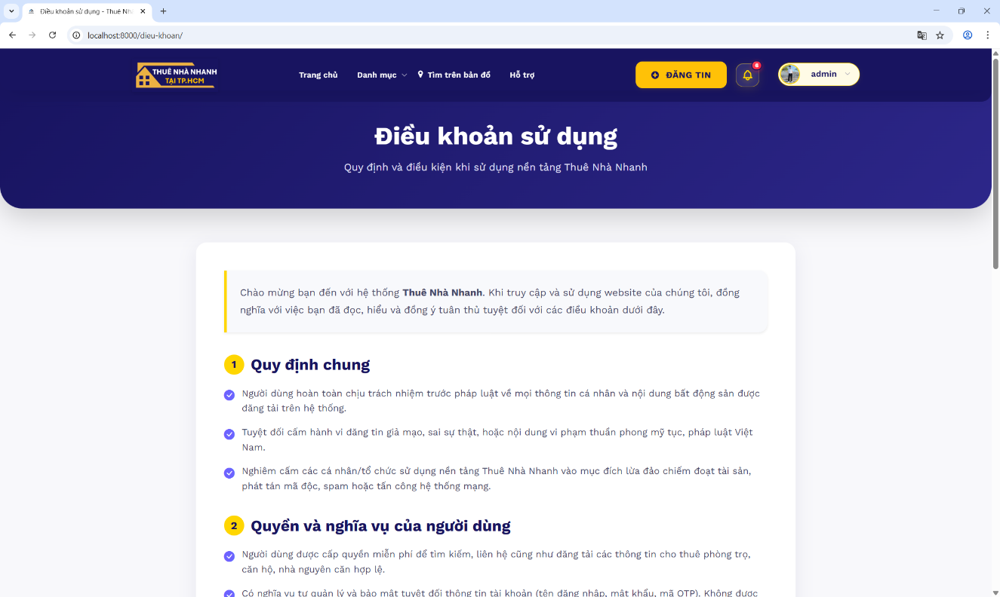 Điều khoản sử dụng - Thuê Nh
localhost:8000/dieu-khoan/
THUÊ NHÀ NHANH
TẠI TP.HCM
Trang chủ
Danh mục
Tìm trên bản đồ
Hỗ trợ
ĐĂNG TIN
6
admin
Điều khoản sử dụng
Quy định và điều kiện khi sử dụng nền tảng Thuê Nhà Nhanh
Chào mừng bạn đến với hệ thống Thuê Nhà Nhanh. Khi truy cập và sử dụng website của chúng tôi, đồng
nghĩa với việc bạn đã đọc, hiểu và đồng ý tuân thủ tuyệt đối với các điều khoản dưới đây.
1 Quy định chung
Người dùng hoàn toàn chịu trách nhiệm trước pháp luật về mọi thông tin cá nhân và nội dung bất động sản được
đăng tải trên hệ thống.
Tuyệt đối cấm hành vi đăng tin giả mạo, sai sự thật, hoặc nội dung vi phạm thuần phong mỹ tục, pháp luật Việt
Nam.
Nghiêm cấm các cá nhân/tổ chức sử dụng nền tảng Thuê Nhà Nhanh vào mục đích lừa đảo chiếm đoạt tài sản,
phát tán mã độc, spam hoặc tấn công hệ thống mạng.
2 Quyền và nghĩa vụ của người dùng
Người dùng được cấp quyền miễn phí để tìm kiếm, liên hệ cũng như đăng tải các thông tin cho thuê phòng trọ,
căn hộ, nhà nguyên căn hợp lệ.
Có nghĩa vụ tự quản lý và bảo mật tuyệt đối thông tin tài khoản (tên đăng nhập, mật khẩu, mã OTP). Không được